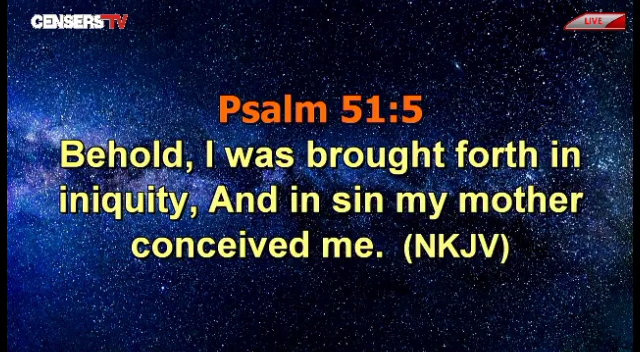 CENSERSTV
LIVE
Psalm 51:5
Behold, I was brought forth in
iniquity, And in sin my mother
conceived me. (NKJV)